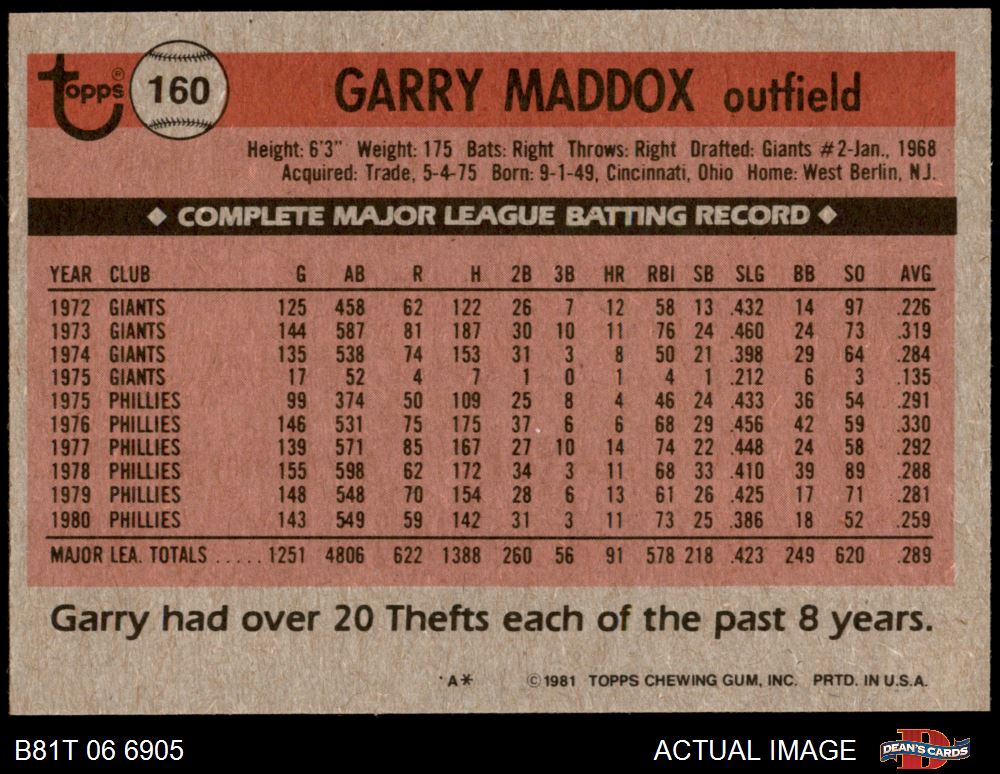 Topps® 160 GARRY MADDOX outfield
Height: 6'3" Weight: 175 Bats: Right Throws: Right Drafted: Giants #2-Jan., 1968
Acquired: Trade, 5-4-75 Born: 9-1-49, Cincinnati, Ohio Home: West Berlin, N.J.
◆ COMPLETE MAJOR LEAGUE BATTING RECORD ◆
YEAR CLUB G AB R H 2B 3B HR RBI SB SLG BB SO AVG
1972 GIANTS 125 458 62 122 26 7 12 58 13 .432 14 97 .226
1973 GIANTS 144 587 81 187 30 10 11 76 24 .460 24 73 .319
1974 GIANTS 135 538 74 153 31 3 8 50 21 .398 29 64 .284
1975 GIANTS 17 52 4 7 1 0 1 4 1 .212 6 3 .135
1975 PHILLIES 99 374 50 109 25 8 4 46 24 .433 36 54 .291
1976 PHILLIES 146 531 75 175 37 6 6 68 29 .456 42 59 .330
1977 PHILLIES 139 571 85 167 27 10 14 74 22 .448 24 58 .292
1978 PHILLIES 155 598 62 172 34 3 11 68 33 .410 39 89 .288
1979 PHILLIES 148 548 70 154 28 6 13 61 26 .425 17 71 .281
1980 PHILLIES 143 549 59 142 31 3 11 73 25 .386 18 52 .259
MAJOR LEA. TOTALS ..... 1251 4806 622 1388 260 56 91 578 218 .423 249 620 .289
Garry had over 20 Thefts each of the past 8 years.
A* © 1981 TOPPS CHEWING GUM, INC. PRTD. IN U.S.A.
B81T 06 6905 ACTUAL IMAGE DEAN'S CARDS